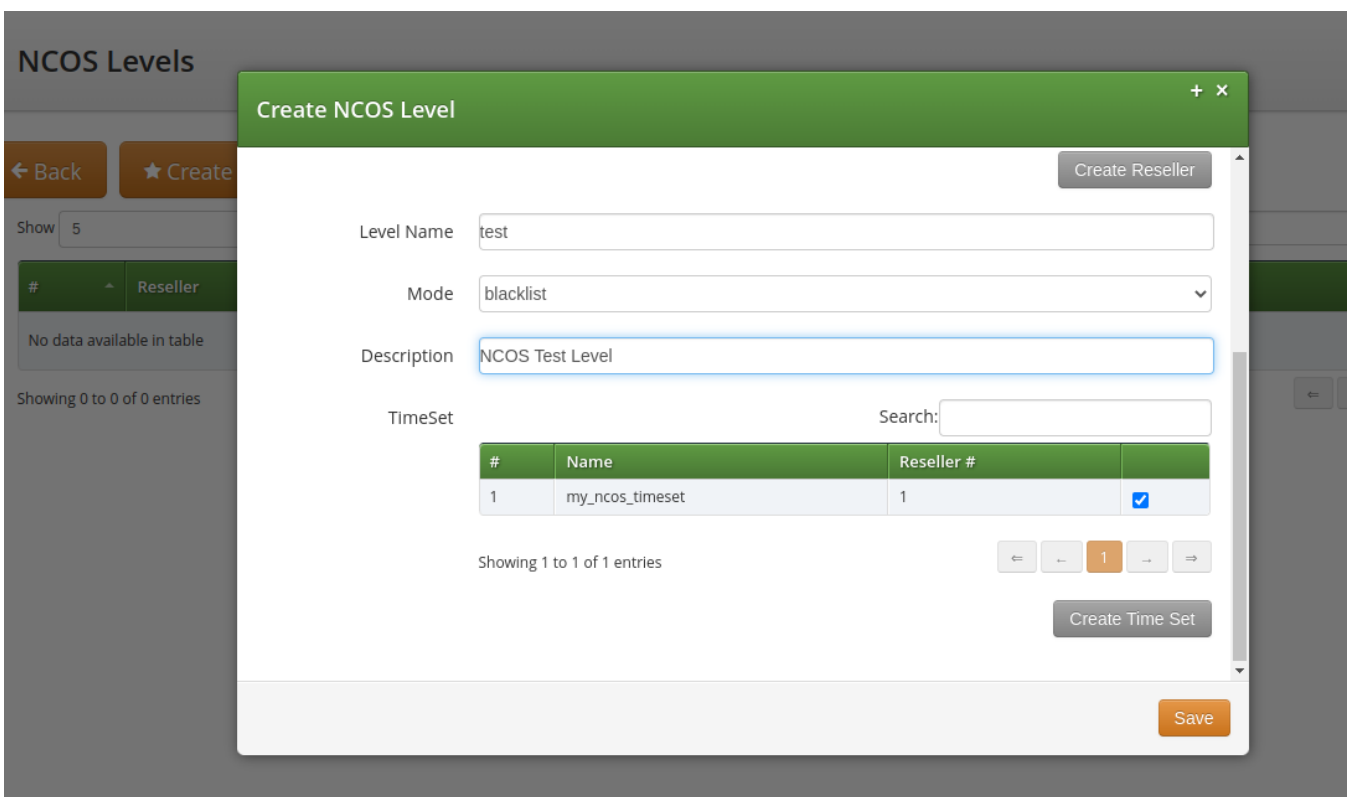 NCOS Levels
Create NCOS Level
+ ×
← Back
★ Create
Create Reseller
Show 5
Level Name test
# Reseller
Mode blacklist
No data available in table
Description NCOS Test Level
Showing 0 to 0 of 0 entries
⇐
TimeSet Search:
# Name Reseller #
1 my_ncos_timeset 1
Showing 1 to 1 of 1 entries
⇐ ← 1 → ⇒
Create Time Set
Save